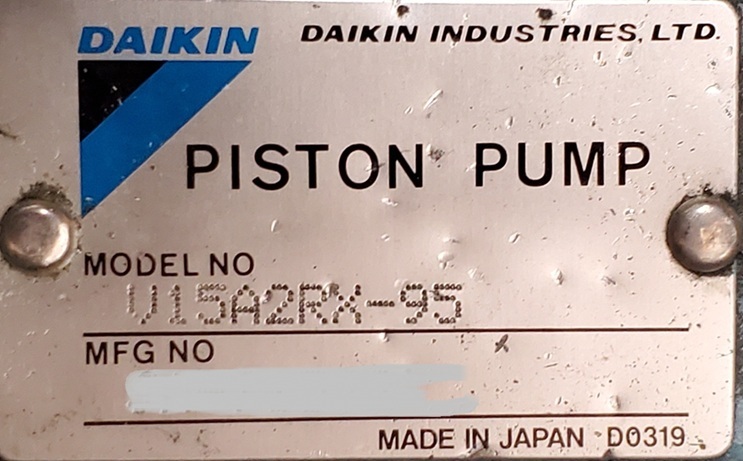 DAIKIN DAIKIN INDUSTRIES, LTD.
PISTON PUMP
MODEL NO
V15A2RX-95
MFG NO
MADE IN JAPAN D0319